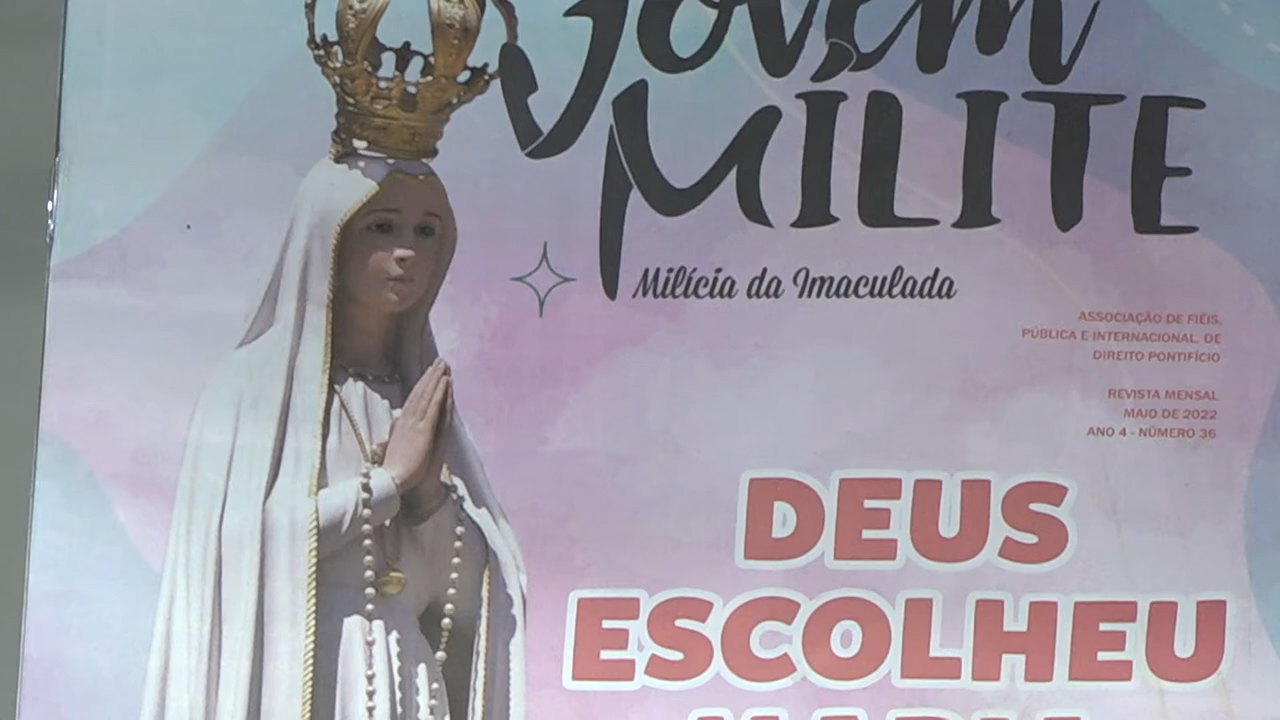 Jovem
MÍLITE
Milícia da Imaculada
ASSOCIAÇÃO DE FIÉIS,
PÚBLICA E INTERNACIONAL, DE
DIREITO PONTIFÍCIO
REVISTA MENSAL
MAIO DE 2022
ANO 4 - NÚMERO 36
DEUS
ESCOLHEU